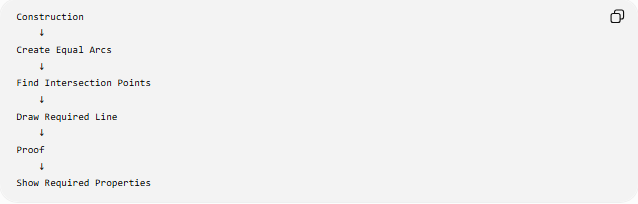 Construction
↓
Create Equal Arcs
↓
Find Intersection Points
↓
Draw Required Line
↓
Proof
↓
Show Required Properties